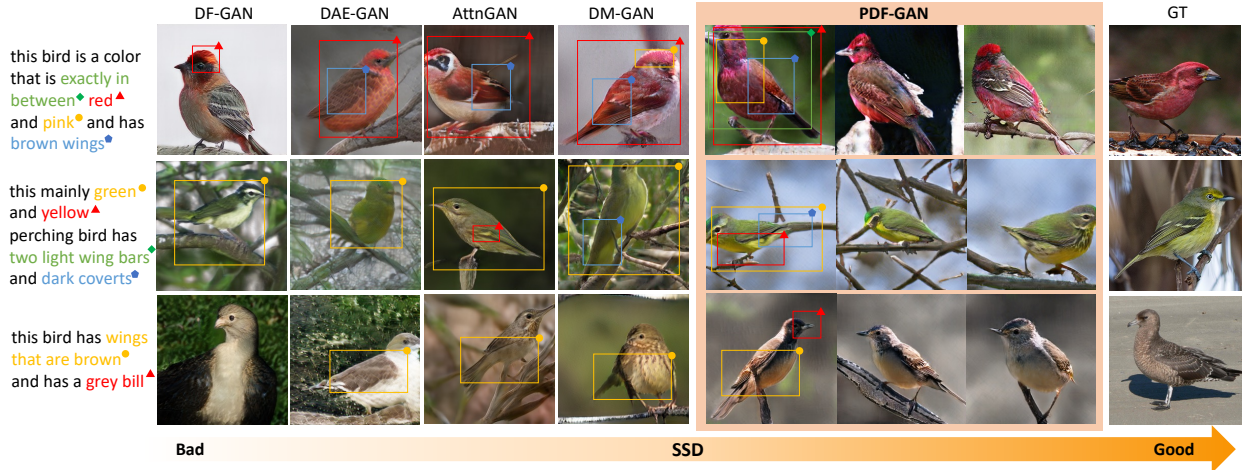 DF-GAN DAE-GAN AttnGAN DM-GAN PDF-GAN GT
this bird is a color
that is exactly in
between red
and pink and has
brown wings
this mainly green
and yellow
perching bird has
two light wing bars
and dark coverts
this bird has wings
that are brown
and has a grey bill
Bad SSD Good